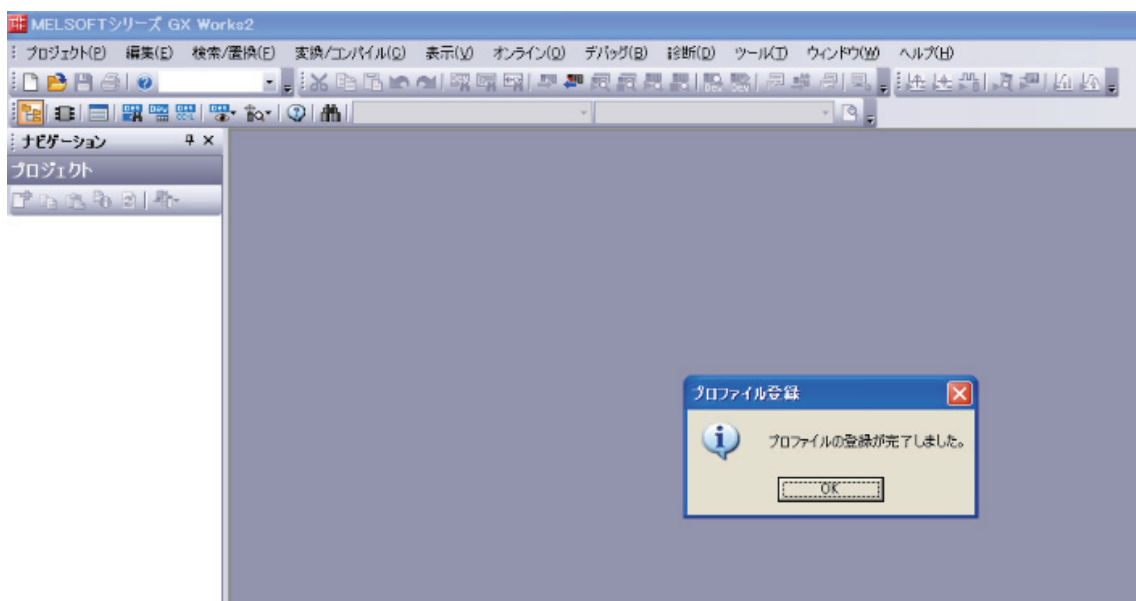 MELSOFTシリーズ GX Works2
プロジェクト(P) 編集(E) 検索/置換(F) 変換/コンパイル(C) 表示(V) オンライン(O) デバッグ(B) 診断(D) ツール(T) ウィンドウ(W) ヘルプ(H)
ナビゲーション
プロジェクト
プロファイル登録
プロファイルの登録が完了しました。
OK